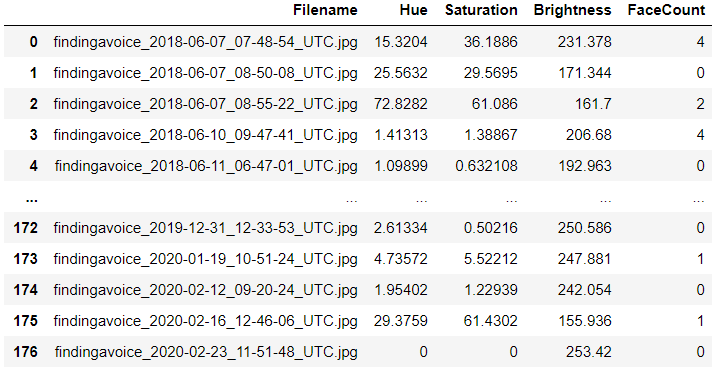 Filename Hue Saturation Brightness FaceCount
0 findingavoice_2018-06-07_07-48-54_UTC.jpg 15.3204 36.1886 231.378 4
1 findingavoice_2018-06-07_08-50-08_UTC.jpg 25.5632 29.5695 171.344 0
2 findingavoice_2018-06-07_08-55-22_UTC.jpg 72.8282 61.086 161.7 2
3 findingavoice_2018-06-10_09-47-41_UTC.jpg 1.41313 1.38867 206.68 4
4 findingavoice_2018-06-11_06-47-01_UTC.jpg 1.09899 0.632108 192.963 0
... ... ... ... ... ...
172 findingavoice_2019-12-31_12-33-53_UTC.jpg 2.61334 0.50216 250.586 0
173 findingavoice_2020-01-19_10-51-24_UTC.jpg 4.73572 5.52212 247.881 1
174 findingavoice_2020-02-12_09-20-24_UTC.jpg 1.95402 1.22939 242.054 0
175 findingavoice_2020-02-16_12-46-06_UTC.jpg 29.3759 61.4302 155.936 1
176 findingavoice_2020-02-23_11-51-48_UTC.jpg 0 0 253.42 0